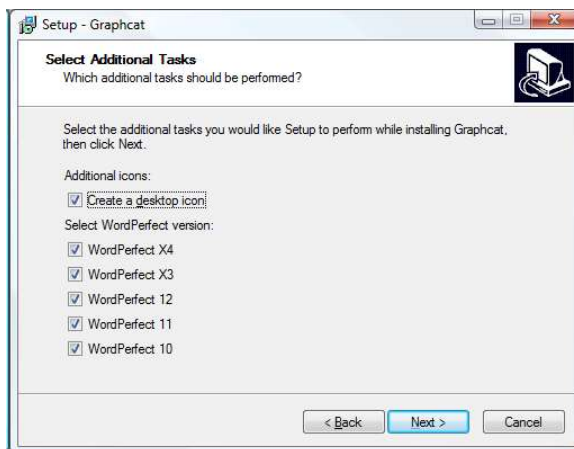 Setup - Graphcat
Select Additional Tasks
Which additional tasks should be performed?
Select the additional tasks you would like Setup to perform while installing Graphcat,
then click Next.
Additional icons:
Create a desktop icon
Select WordPerfect version:
WordPerfect X4
WordPerfect X3
WordPerfect 12
WordPerfect 11
WordPerfect 10
< Back Next > Cancel